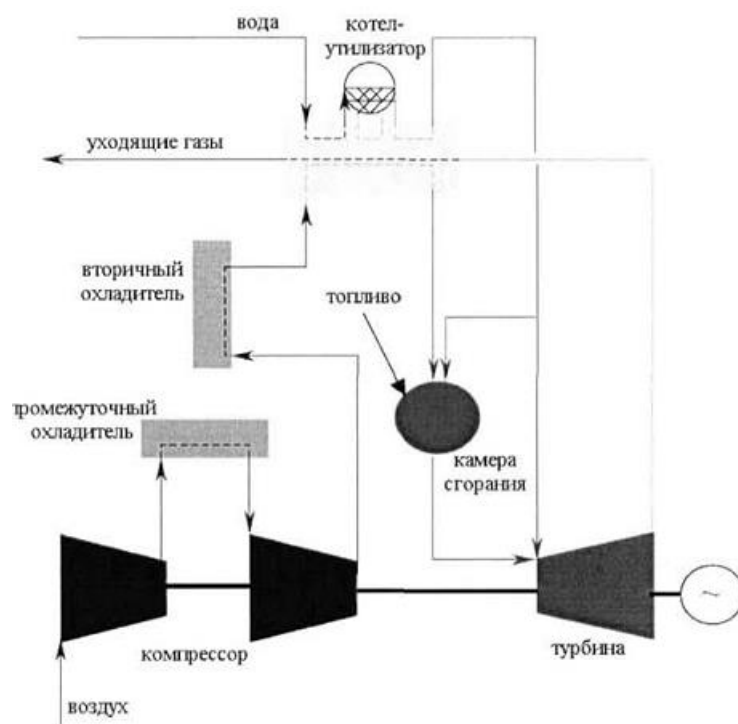 вода
котел-
утилизатор
уходящие газы
вторичный
охладитель
топливо
промежуточный
охладитель
камера
сгорания
компрессор
турбина
воздух
~